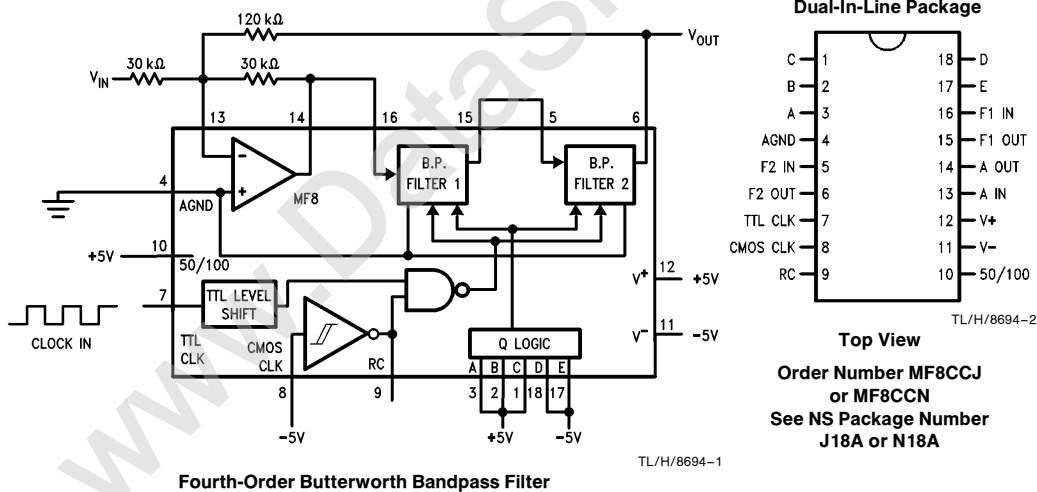 120 kΩ
VOUT
VIN
30 kΩ
30 kΩ
13
14
16
15
5
6
B.P.
FILTER 1
B.P.
FILTER 2
-
+
MF8
4
AGND
+5V
10
50/100
7
TTL LEVEL
SHIFT
CLOCK IN
TTL
CLK
CMOS
CLK
RC
8
9
-5V
V+
12
+5V
V-
11
-5V
Q LOGIC
A B C D E
3 2 1 18 17
+5V
-5V
TL/H/8694-1
Fourth-Order Butterworth Bandpass Filter
Dual-In-Line Package
C 1 18 D
B 2 17 E
A 3 16 F1 IN
AGND 4 15 F1 OUT
F2 IN 5 14 A OUT
F2 OUT 6 13 A IN
TTL CLK 7 12 V+
CMOS CLK 8 11 V-
RC 9 10 50/100
TL/H/8694-2
Top View
Order Number MF8CCJ
or MF8CCN
See NS Package Number
J18A or N18A